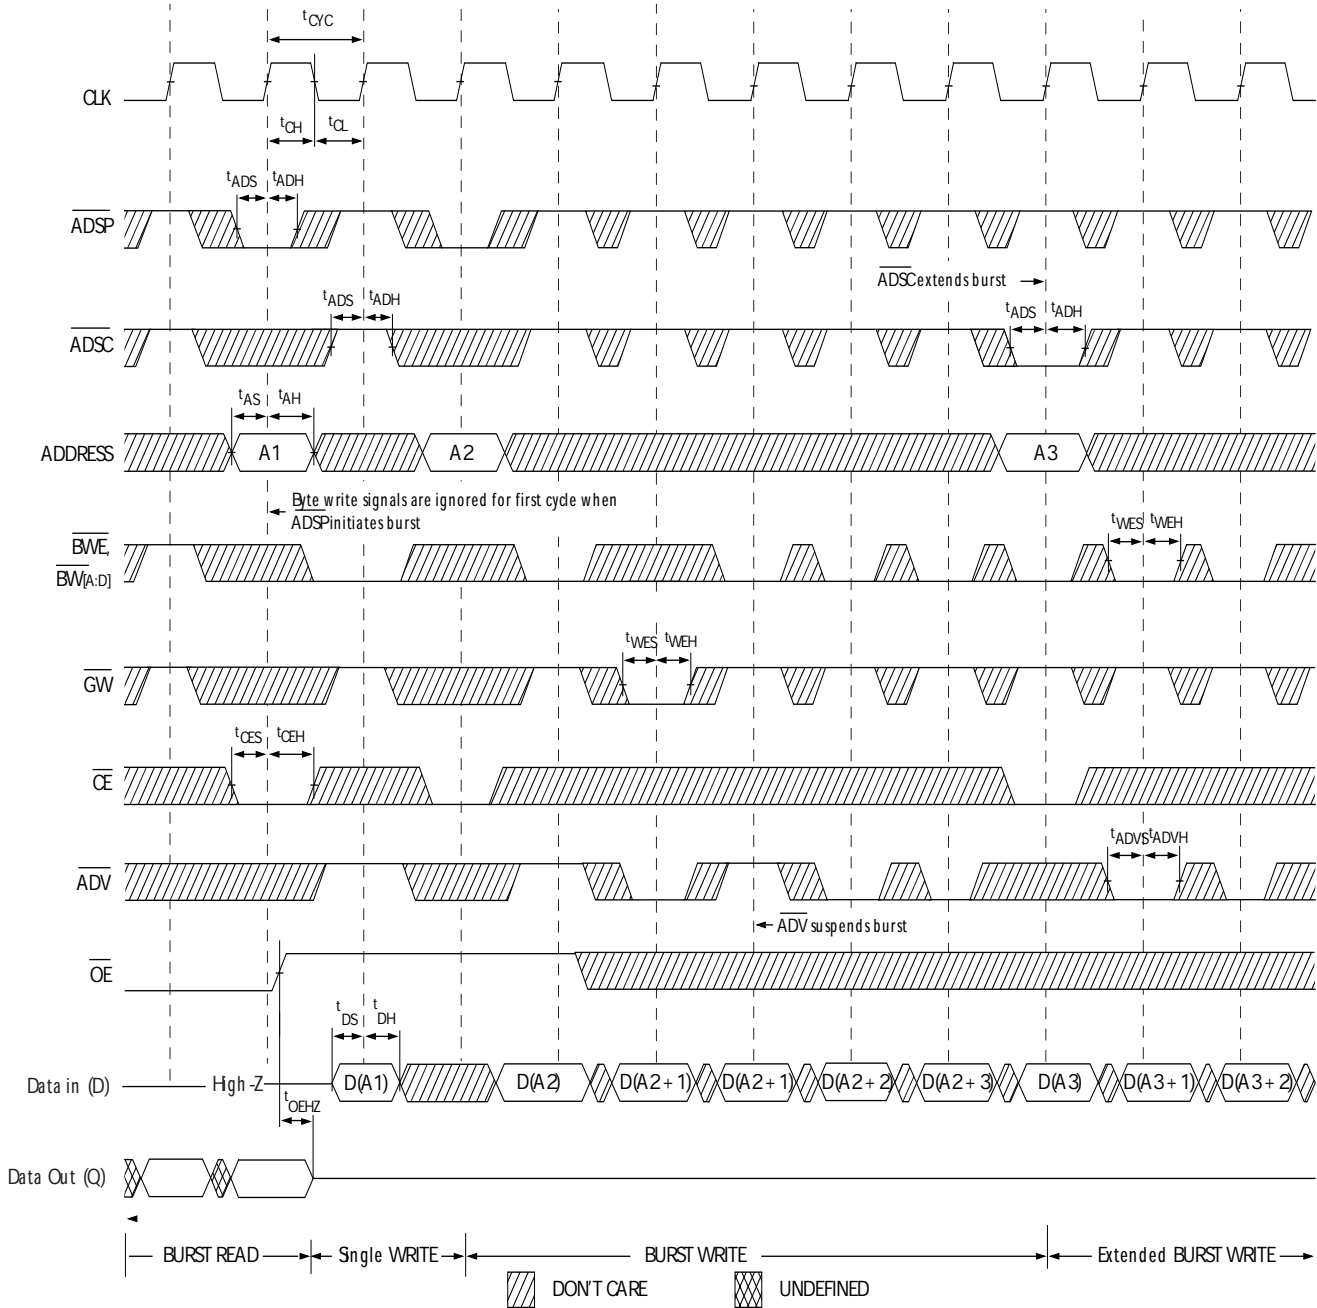 tCYC
CLK
tCH tCL
tADS tADH
ADSP
ADSC extends burst
tADS tADH tADS tADH
ADSC
tAS tAH
ADDRESS A1 A2 A3
Byte write signals are ignored for first cycle when
ADSP initiates burst
BWE,
BW[A:D]
tWES tWEH
tWES tWEH
GW
tCES tCEH
CE
tADVS tADVH
ADV
ADV suspends burst
OE
tDS tDH
Data in (D) High-Z D(A1) D(A2) D(A2+1) D(A2+1) D(A2+2) D(A2+3) D(A3) D(A3+1) D(A3+2)
tOEHZ
Data Out (Q)
BURST READ Single WRITE BURST WRITE Extended BURST WRITE
DON'T CARE UNDEFINED